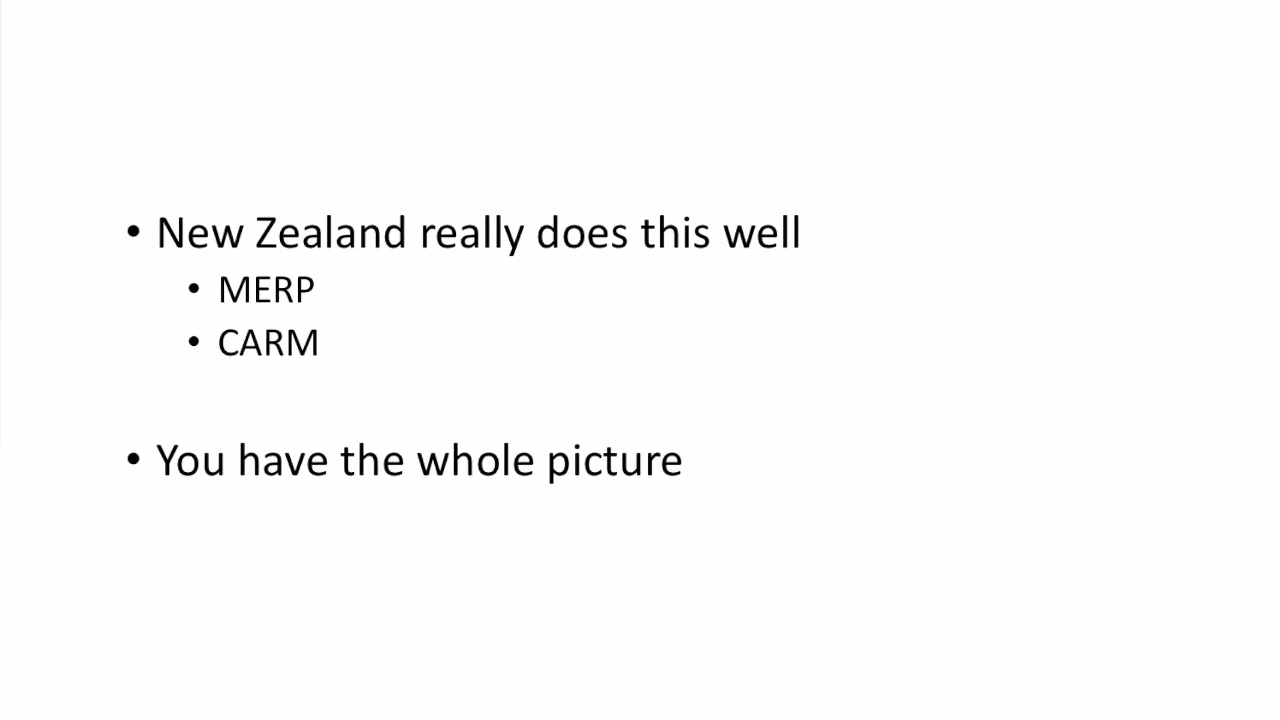 • New Zealand really does this well
• MERP
• CARM
• You have the whole picture